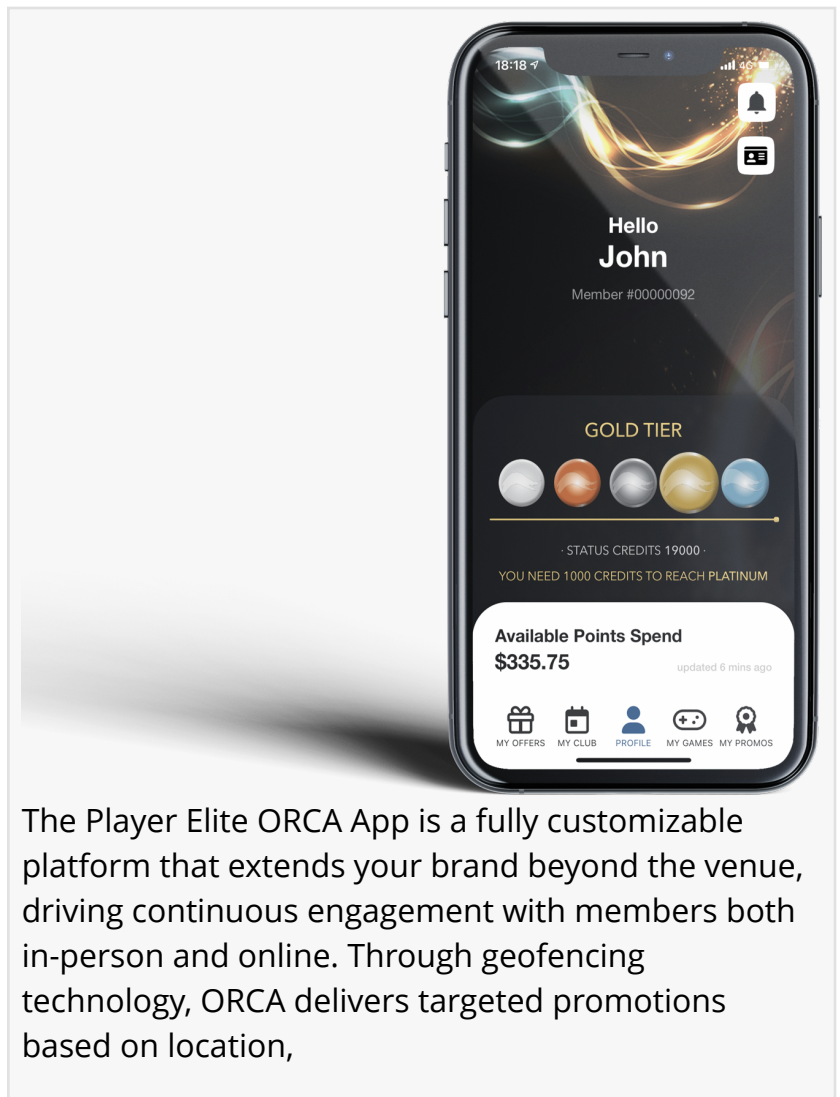 18:18
4G
Hello
John
Member #00000092
GOLD TIER
· STATUS CREDITS 19000 ·
YOU NEED 1000 CREDITS TO REACH PLATINUM
Available Points Spend
$335.75
updated 6 mins ago
MY OFFERS MY CLUB PROFILE MY GAMES MY PROMOS
The Player Elite ORCA App is a fully customizable
platform that extends your brand beyond the venue,
driving continuous engagement with members both
in-person and online. Through geofencing
technology, ORCA delivers targeted promotions
based on location,